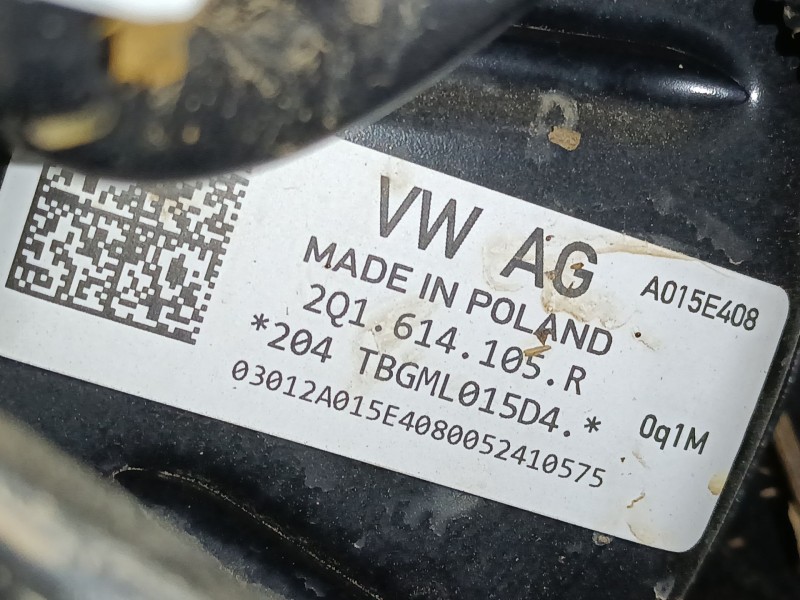 VW AG
A015E408
MADE IN POLAND
2Q1.614.105.R
*204 TBGML015D4.*
0q1M
03012A015E4080052410575